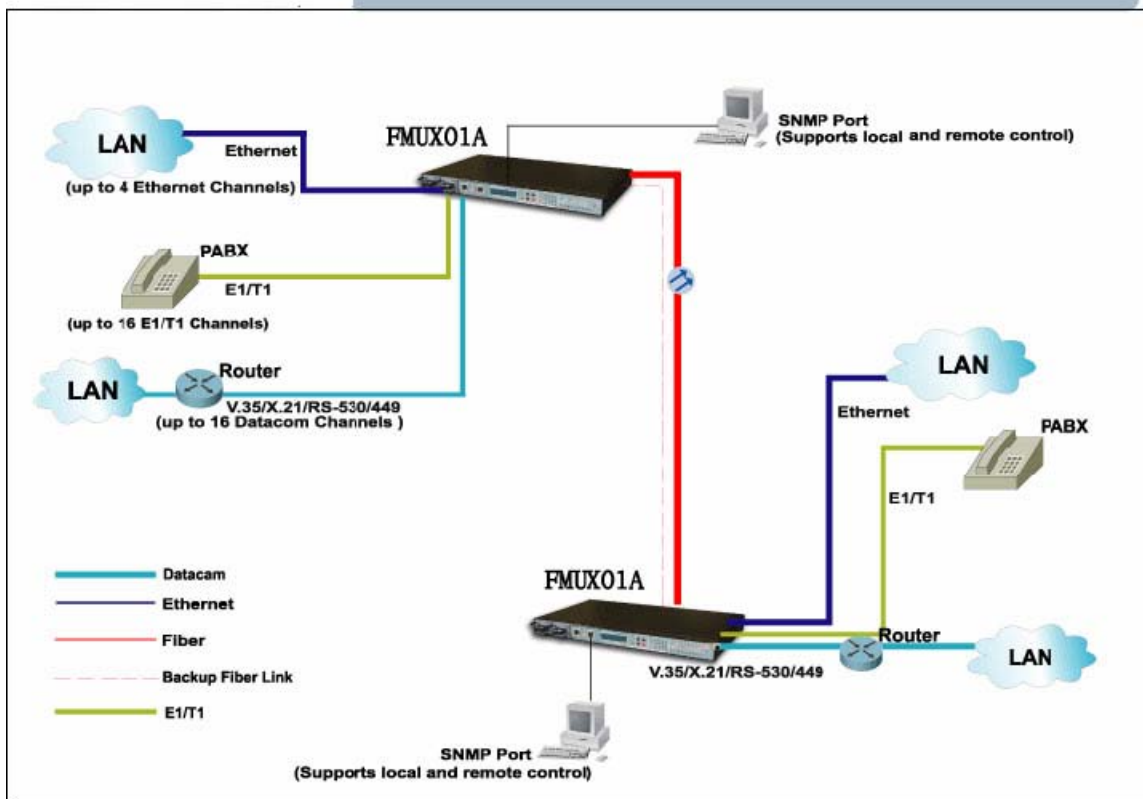 SNMP Port
(Supports local and remote control)
FMUX01A
LAN
Ethernet
(up to 4 Ethernet Channels)
PABX
E1/T1
(up to 16 E1/T1 Channels)
Router
LAN
V.35/X.21/RS-530/449
(up to 16 Datacom Channels )
LAN
Ethernet
PABX
E1/T1
FMUX01A
Router
LAN
V.35/X.21/RS-530/449
Datacam
Ethernet
Fiber
Backup Fiber Link
E1/T1
SNMP Port
(Supports local and remote control)